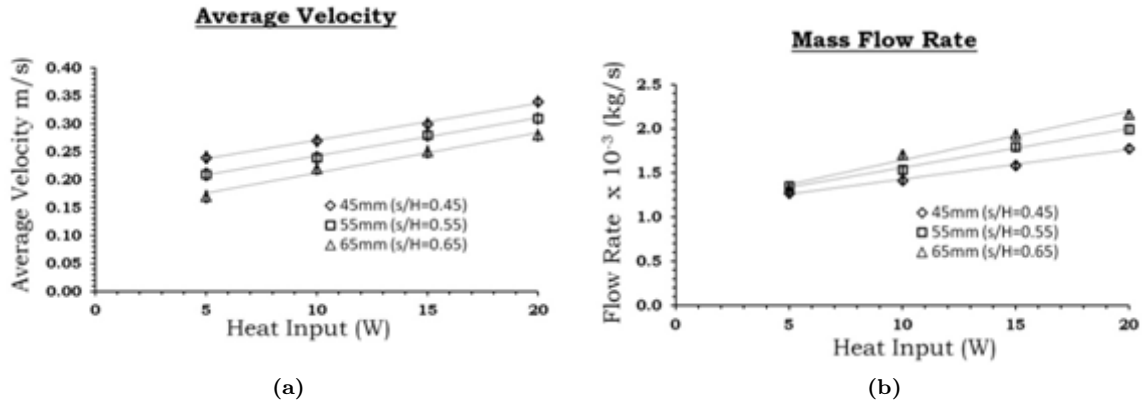 Average Velocity
Average Velocity m/s
0.40
0.35
0.30
0.25
0.20
0.15
0.10
0.05
0.00
45mm (s/H=0.45)
55mm (s/H=0.55)
65mm (s/H=0.65)
0 5 10 15 20
Heat Input (W)
(a)
Mass Flow Rate
Flow Rate x 10⁻³ (kg/s)
2.5
2.0
1.5
1.0
0.5
0.0
45mm (s/H=0.45)
55mm (s/H=0.55)
65mm (s/H=0.65)
0 5 10 15 20
Heat Input (W)
(b)